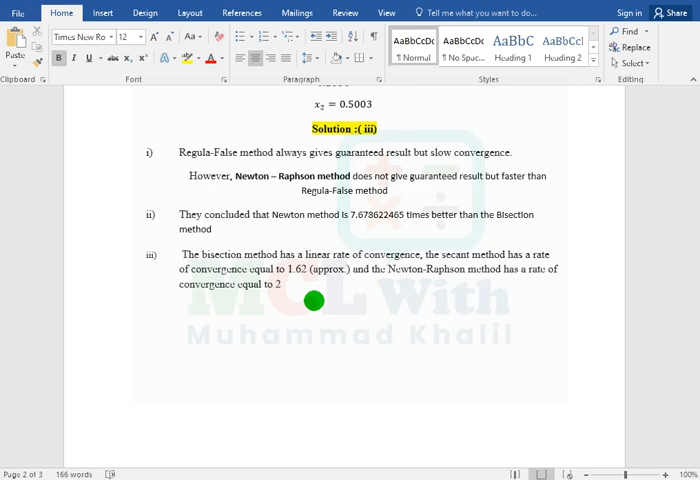 File Home Insert Design Layout References Mailings Review View Tell me what you want to do... Sign in Share
Paste
Times New Ro 12 A A Aa
B I U abc x₂ x² A ab A
AaBbCcDc AaBbCcDc AaBbC AaBbCcl
¶ Normal ¶ No Spac... Heading 1 Heading 2
Find
Replace
Select
Clipboard Font Paragraph Styles Editing
x₂ = 0.5003
Solution :( iii)
i) Regula-False method always gives guaranteed result but slow convergence.
However, Newton – Raphson method does not give guaranteed result but faster than
Regula-False method
ii) They concluded that Newton method is 7.678622465 times better than the Bisection
method
iii) The bisection method has a linear rate of convergence, the secant method has a rate
of convergence equal to 1.62 (approx.) and the Newton-Raphson method has a rate of
convergence equal to 2
MCL With
Muhammad Khalil
Page 2 of 3 166 words 100%